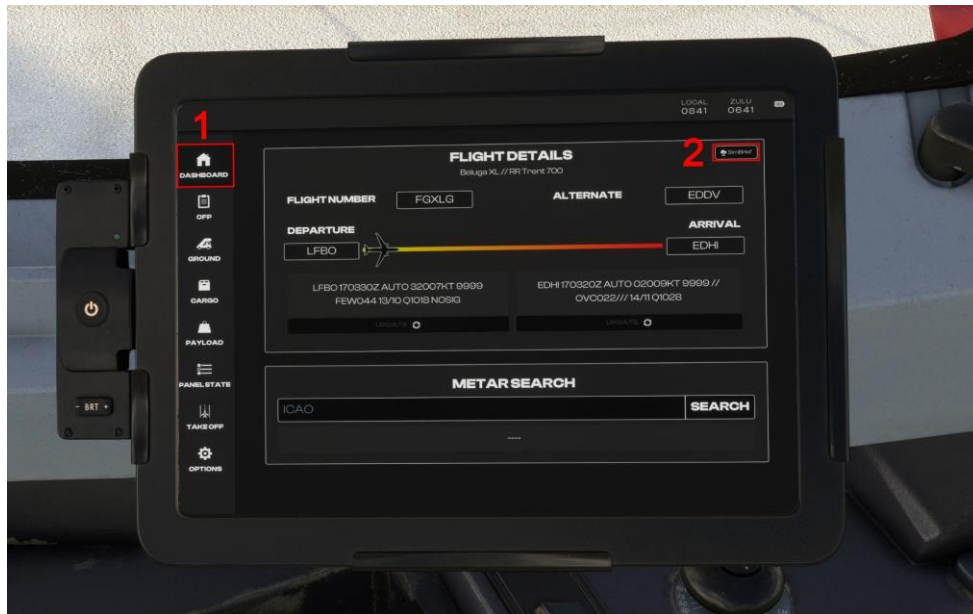 LOCAL ZULU
0841 0641
1
DASHBOARD
OFP
GROUND
CARGO
PAYLOAD
PANEL STATE
TAKE OFF
OPTIONS
- BRT +
FLIGHT DETAILS
2
SimBrief
Beluga XL // RR Trent 700
FLIGHT NUMBER FGXLG ALTERNATE EDDV
DEPARTURE ARRIVAL
LFBO EDHI
LFBO 170330Z AUTO 32007KT 9999
FEW044 13/10 Q1018 NOSIG
UPDATE
EDHI 170320Z AUTO 02009KT 9999 //
OVC022/// 14/11 Q1028
UPDATE
METAR SEARCH
ICAO SEARCH
----